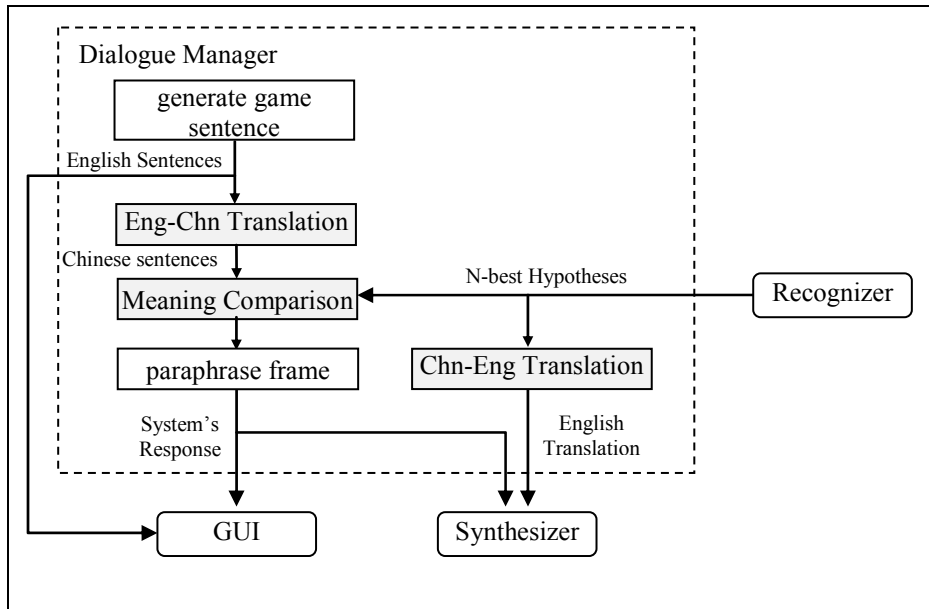 Dialogue Manager
generate game
sentence
English Sentences
Eng-Chn Translation
Chinese sentences
N-best Hypotheses
Recognizer
Meaning Comparison
paraphrase frame
Chn-Eng Translation
System’s
Response
English
Translation
GUI
Synthesizer